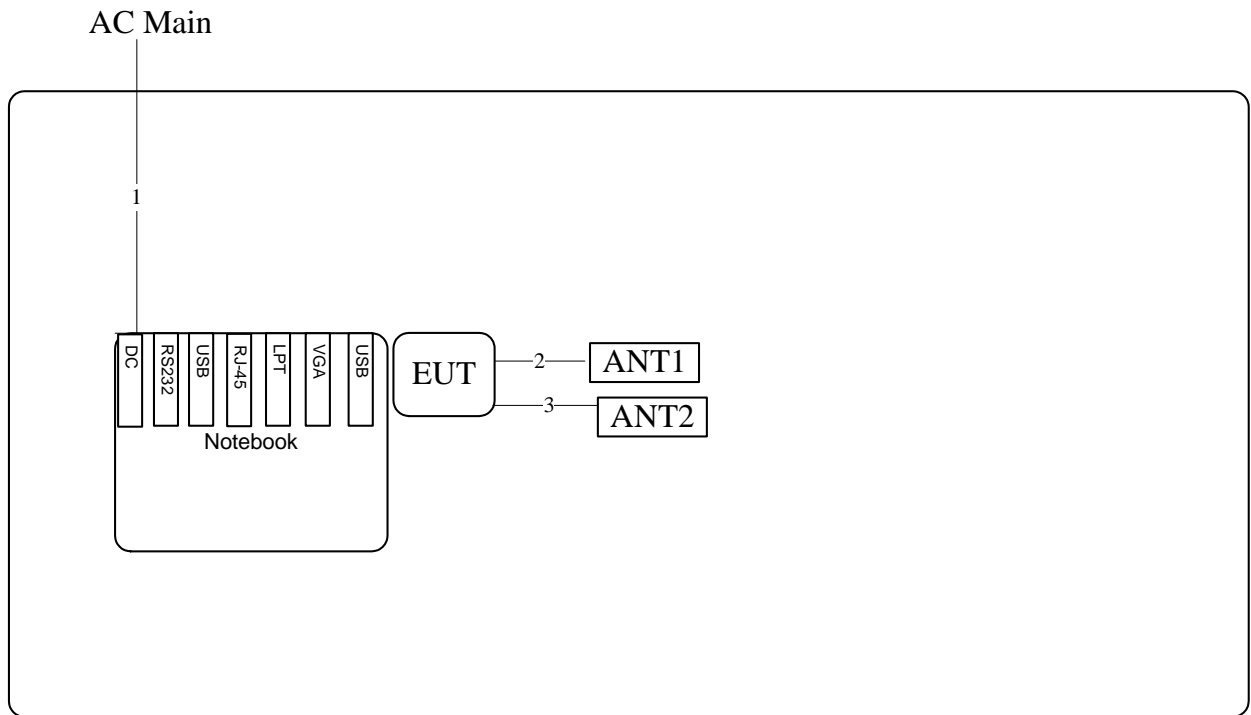 AC Main
1
DC
RS232
USB
RJ-45
LPT
VGA
USB
Notebook
EUT
2
ANT1
3
ANT2